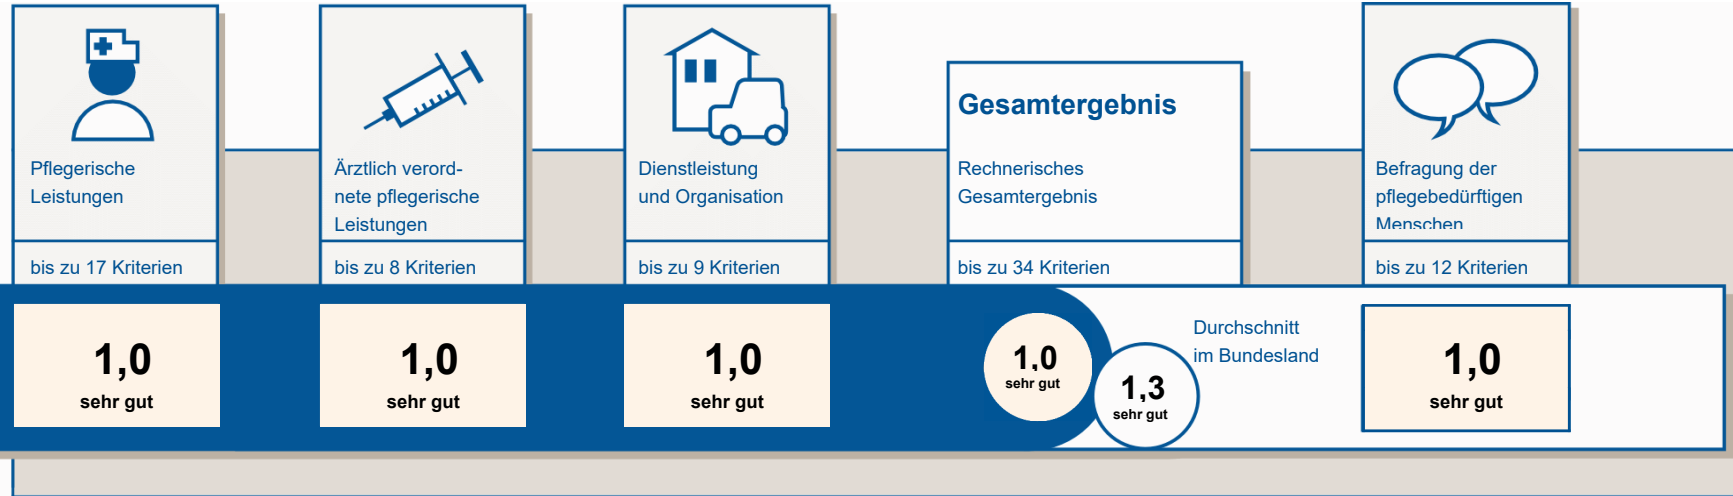 Pflegerische
Leistungen
bis zu 17 Kriterien
1,0
sehr gut
Ärztlich verord-
nete pflegerische
Leistungen
bis zu 8 Kriterien
1,0
sehr gut
Dienstleistung
und Organisation
bis zu 9 Kriterien
1,0
sehr gut
Gesamtergebnis
Rechnerisches
Gesamtergebnis
bis zu 34 Kriterien
1,0
sehr gut
1,3
sehr gut
Durchschnitt
im Bundesland
Befragung der
pflegebedürftigen
Menschen
bis zu 12 Kriterien
1,0
sehr gut